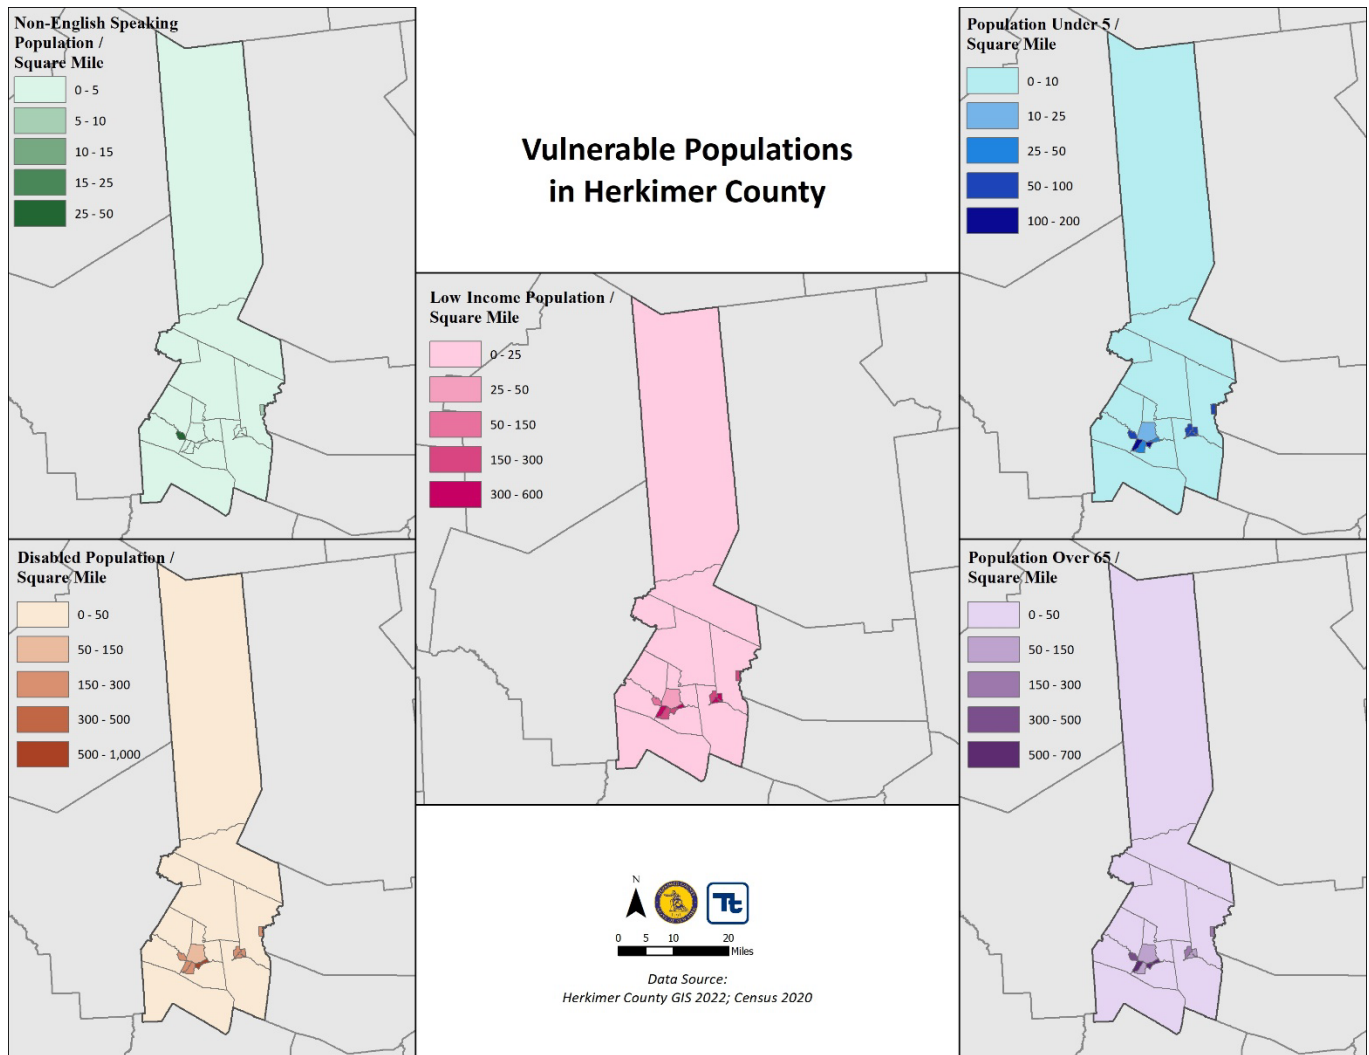 Non-English Speaking
Population /
Square Mile
0 - 5
5 - 10
10 - 15
15 - 25
25 - 50
Vulnerable Populations
in Herkimer County
Population Under 5 /
Square Mile
0 - 10
10 - 25
25 - 50
50 - 100
100 - 200
Low Income Population /
Square Mile
0 - 25
25 - 50
50 - 150
150 - 300
300 - 600
Disabled Population /
Square Mile
0 - 50
50 - 150
150 - 300
300 - 500
500 - 1,000
Population Over 65 /
Square Mile
0 - 50
50 - 150
150 - 300
300 - 500
500 - 700
N
Tt
0 5 10 20
Miles
Data Source:
Herkimer County GIS 2022; Census 2020